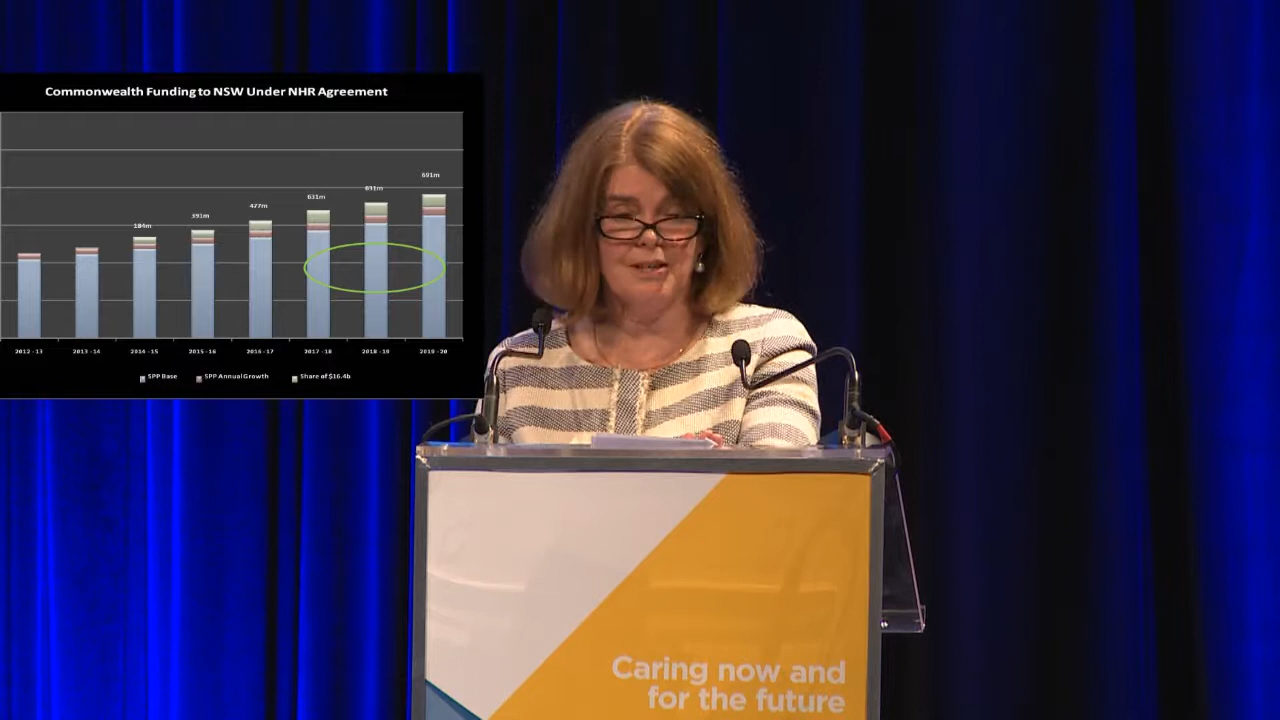 Commonwealth Funding to NSW Under NHR Agreement
184m
391m
477m
631m
631m
691m
2012 - 13
2013 - 14
2014 - 15
2015 - 16
2016 - 17
2017 - 18
2018 - 19
2019 - 20
SPP Base
SPP Annual Growth
Share of $16.4b
Caring now and
for the future